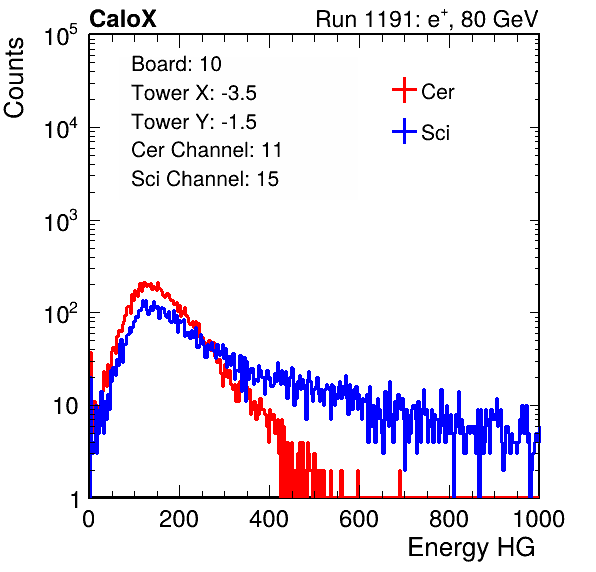 CaloX Run 1191: e⁺, 80 GeV
Counts
10⁵
10⁴
10³
10²
10
1
Board: 10
Tower X: -3.5
Tower Y: -1.5
Cer Channel: 11
Sci Channel: 15
Cer
Sci
0 200 400 600 800 1000
Energy HG